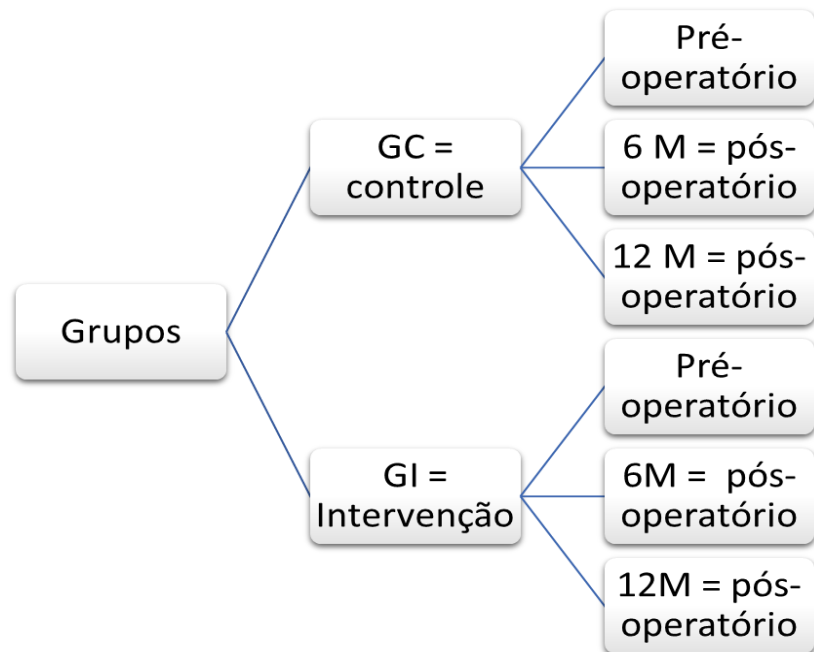 Grupos
GC =
controle
Pré-
operatório
6 M = pós-
operatório
12 M = pós-
operatório
GI =
Intervenção
Pré-
operatório
6M =  pós-
operatório
12M = pós-
operatório